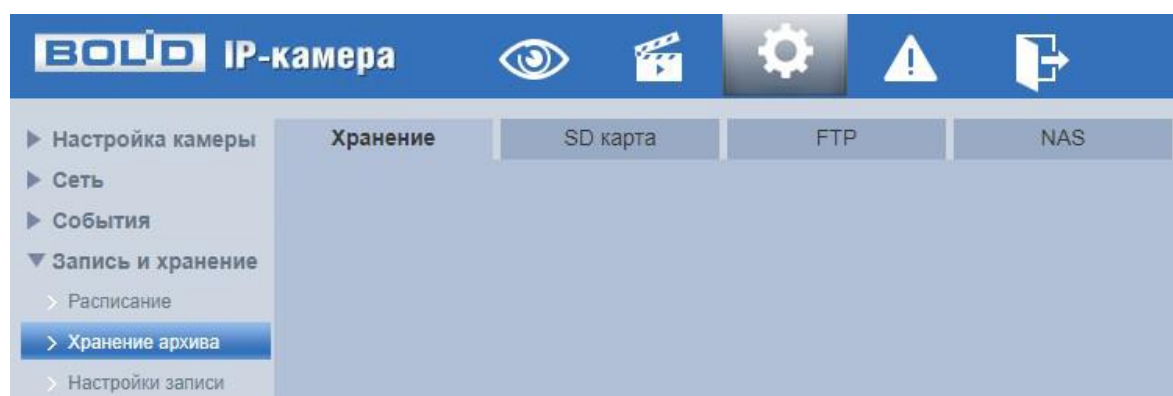 BOLID IP-камера
Настройка камеры
Хранение
SD карта
FTP
NAS
Сеть
События
Запись и хранение
Расписание
Хранение архива
Настройки записи